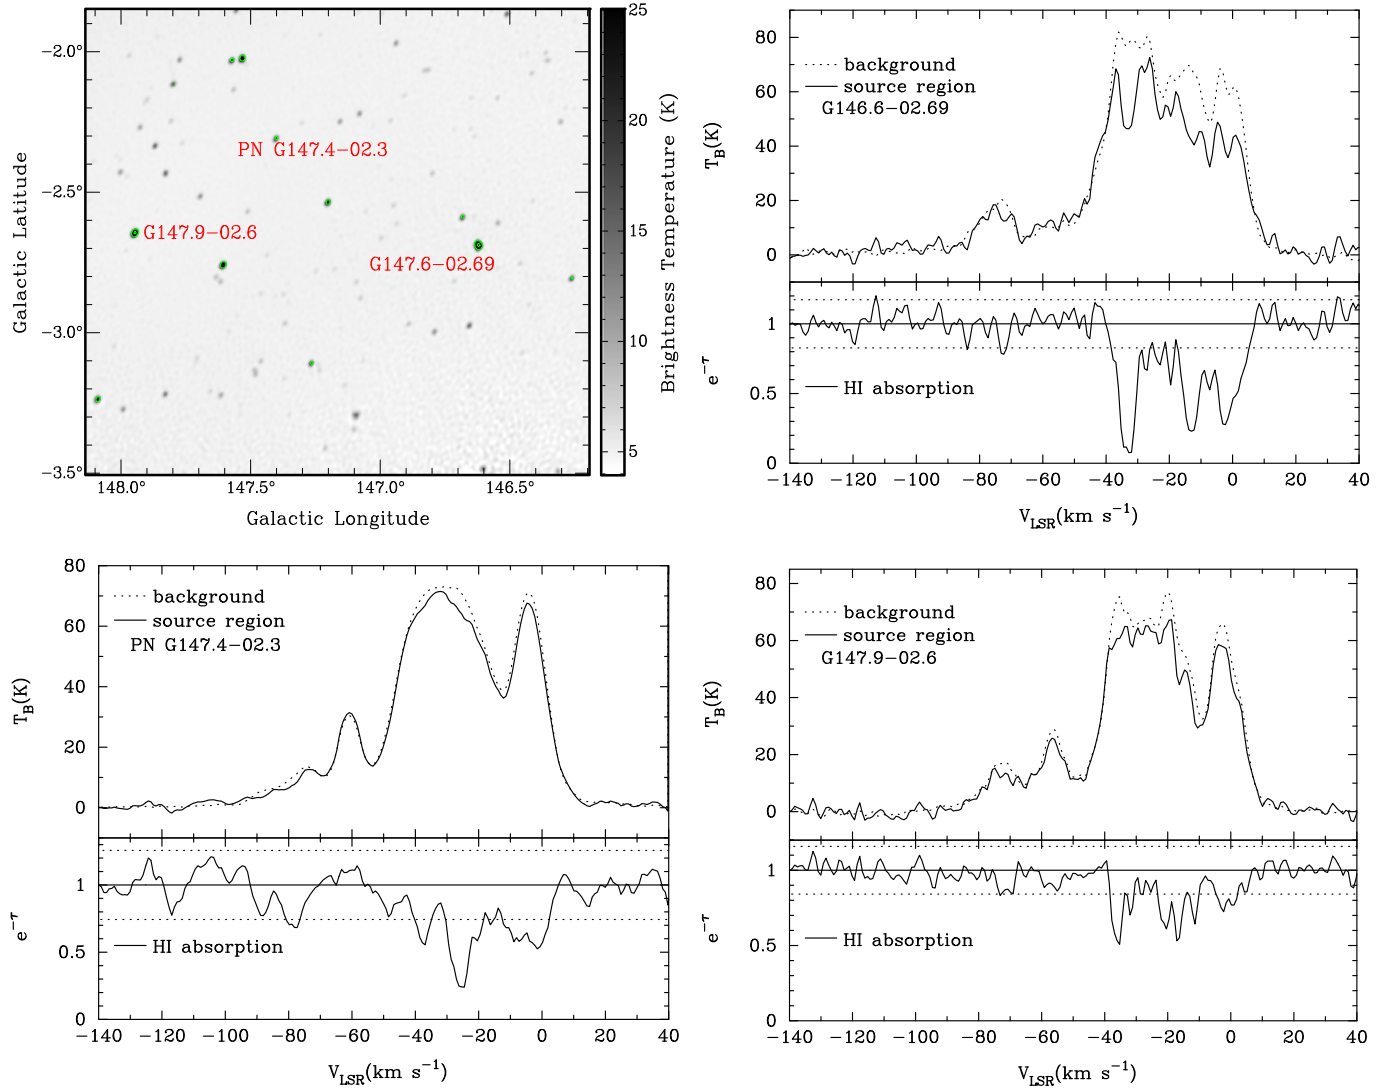 −2.0°
−2.5°
−3.0°
−3.5°
148.0°
147.5°
147.0°
146.5°
Galactic Latitude
Galactic Longitude
PN G147.4−02.3
G147.9−02.6
G147.6−02.69
25
20
15
10
5
Brightness Temperature (K)
80
60
40
20
0
T_B(K)
background
source region
G146.6−02.69
1
0.5
0
e^−τ
HI absorption
−140 −120 −100 −80 −60 −40 −20 0 20 40
V_LSR(km s^−1)
80
60
40
20
0
T_B(K)
background
source region
PN G147.4−02.3
1
0.5
0
e^−τ
HI absorption
−140 −120 −100 −80 −60 −40 −20 0 20 40
V_LSR(km s^−1)
80
60
40
20
0
T_B(K)
background
source region
G147.9−02.6
1
0.5
0
e^−τ
HI absorption
−140 −120 −100 −80 −60 −40 −20 0 20 40
V_LSR(km s^−1)